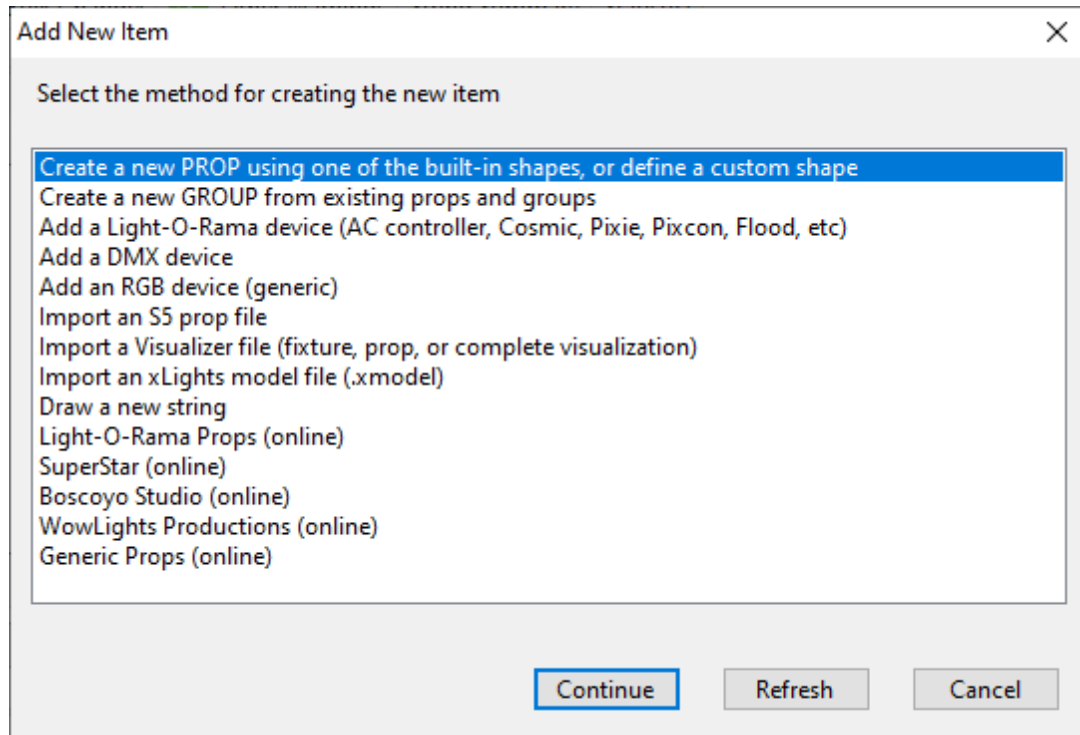 Add New Item
Select the method for creating the new item
Create a new PROP using one of the built-in shapes, or define a custom shape
Create a new GROUP from existing props and groups
Add a Light-O-Rama device (AC controller, Cosmic, Pixie, Pixcon, Flood, etc)
Add a DMX device
Add an RGB device (generic)
Import an S5 prop file
Import a Visualizer file (fixture, prop, or complete visualization)
Import an xLights model file (.xmodel)
Draw a new string
Light-O-Rama Props (online)
SuperStar (online)
Boscoyo Studio (online)
WowLights Productions (online)
Generic Props (online)
Continue Refresh Cancel